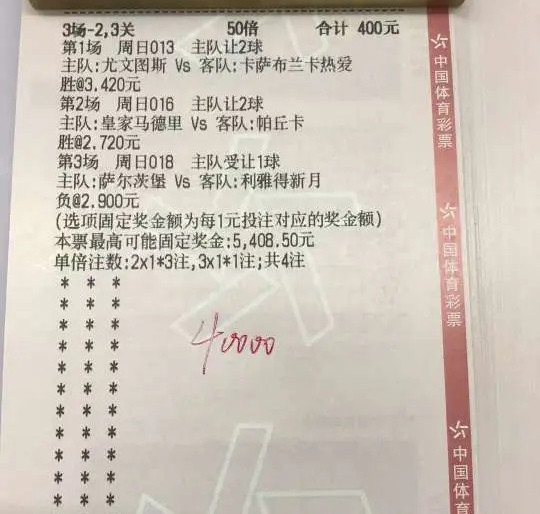 3场-2,3关 50倍 合计 400元
第1场 周日013 主队让2球
主队:尤文图斯 Vs 客队:卡萨布兰卡热爱
胜@3.420元
第2场 周日016 主队让2球
主队:皇家马德里 Vs 客队:帕丘卡
胜@2.720元
第3场 周日018 主队受让1球
主队:萨尔茨堡 Vs 客队:利雅得新月
负@2.900元
(选项固定奖金额为每1元投注对应的奖金额)
本票最高可能固定奖金:5,408.50元
单倍注数:2x1*3注,3x1*1注;共4注
* * *
* * *
* * *
* * *
* * *
* * *
* * *
* * *
* * *
* * *
* * *
40000
中国体育彩票
中国体育彩票
中国体育